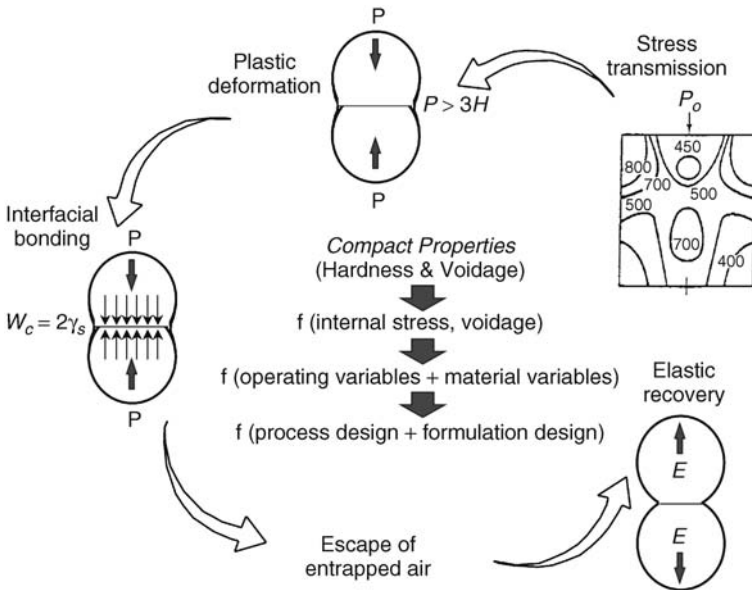 P
Plastic
deformation
P > 3H
P
Stress
transmission
Pₒ
450
800
700
500
500
700
400
Interfacial
bonding
P
W꜀ = 2γₛ
P
Compact Properties
(Hardness & Voidage)
f (internal stress, voidage)
f (operating variables + material variables)
f (process design + formulation design)
Elastic
recovery
E
E
Escape of
entrapped air